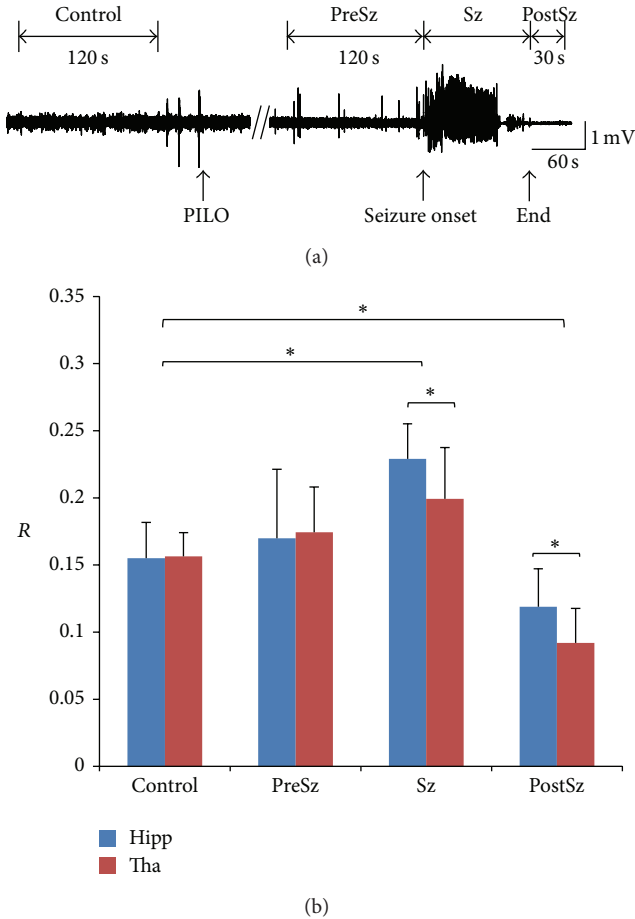 Control PreSz Sz PostSz
120 s 120 s 30 s
1 mV
60 s
PILO Seizure onset End
(a)
0.35
0.3
0.25
0.2
0.15
0.1
0.05
0
R
*
*
*
*
Control PreSz Sz PostSz
Hipp
Tha
(b)